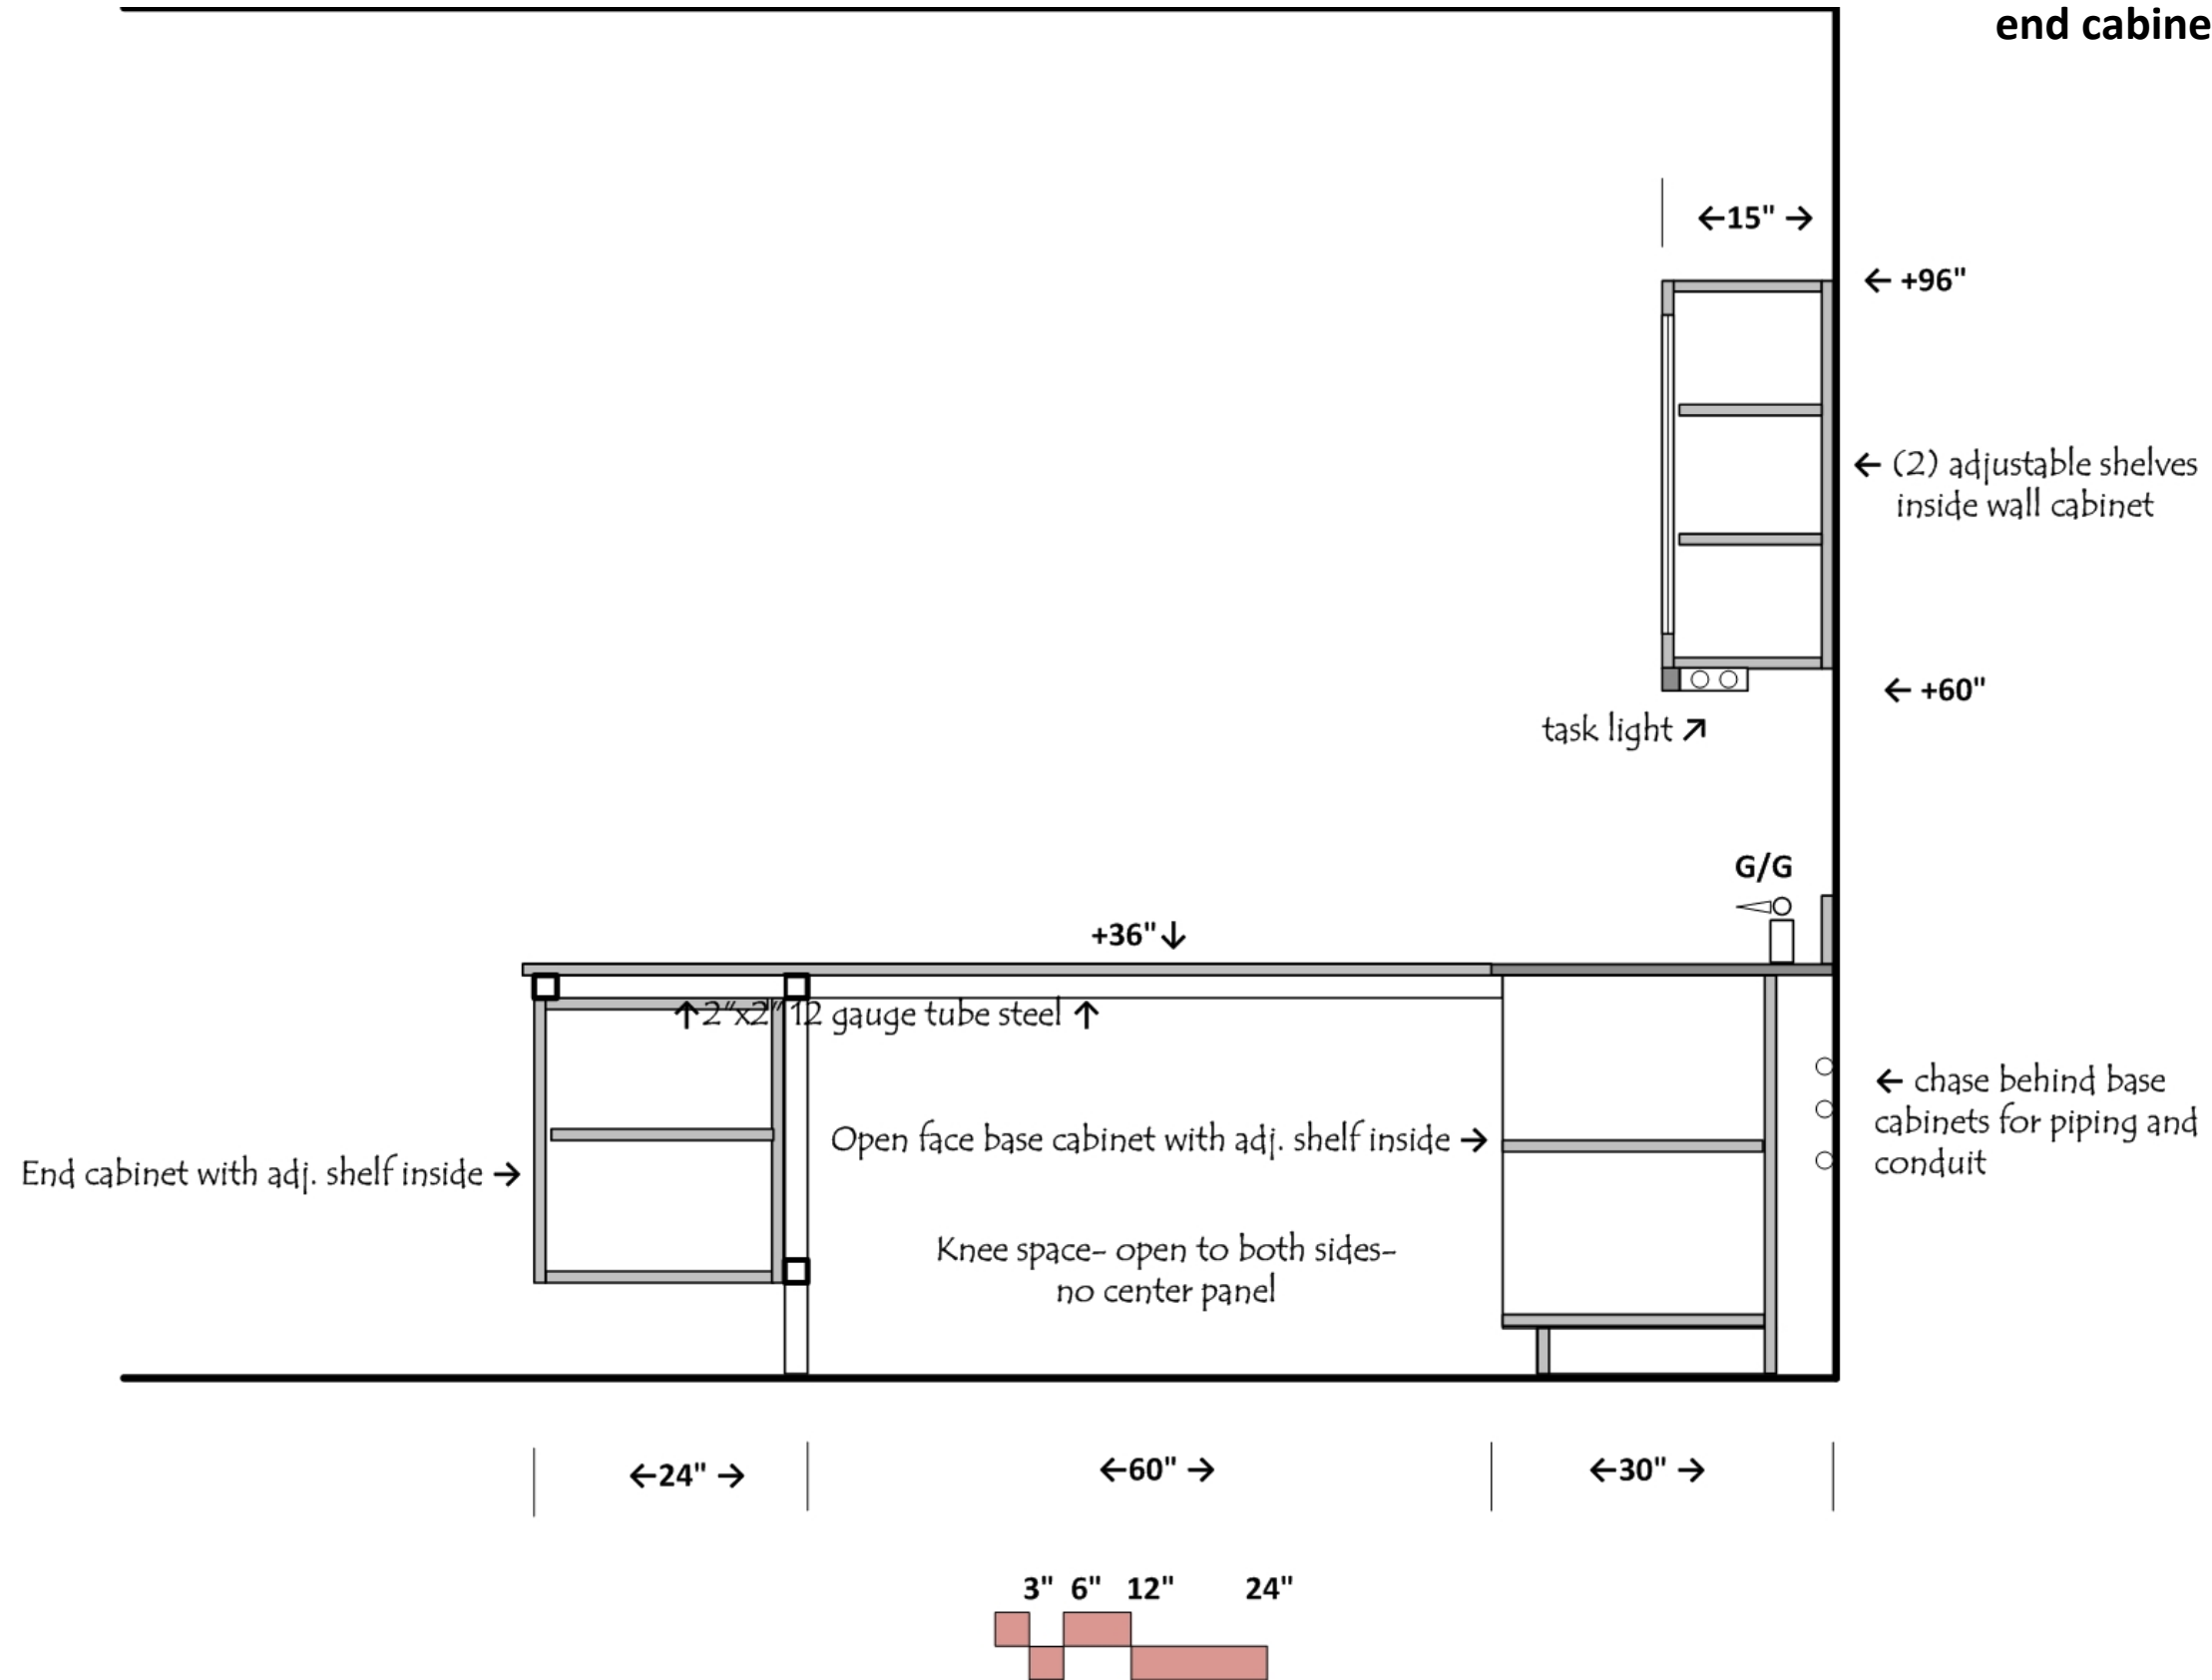 end cabine
←15" →
← +96"
← (2) adjustable shelves
inside wall cabinet
← +60"
task light ↗
G/G
+36"↓
↑2"x2" 12 gauge tube steel ↑
← chase behind base
cabinets for piping and
conduit
Open face base cabinet with adj. shelf inside →
End cabinet with adj. shelf inside →
Knee space- open to both sides-
no center panel
←24" →
←60" →
←30" →
3" 6" 12" 24"